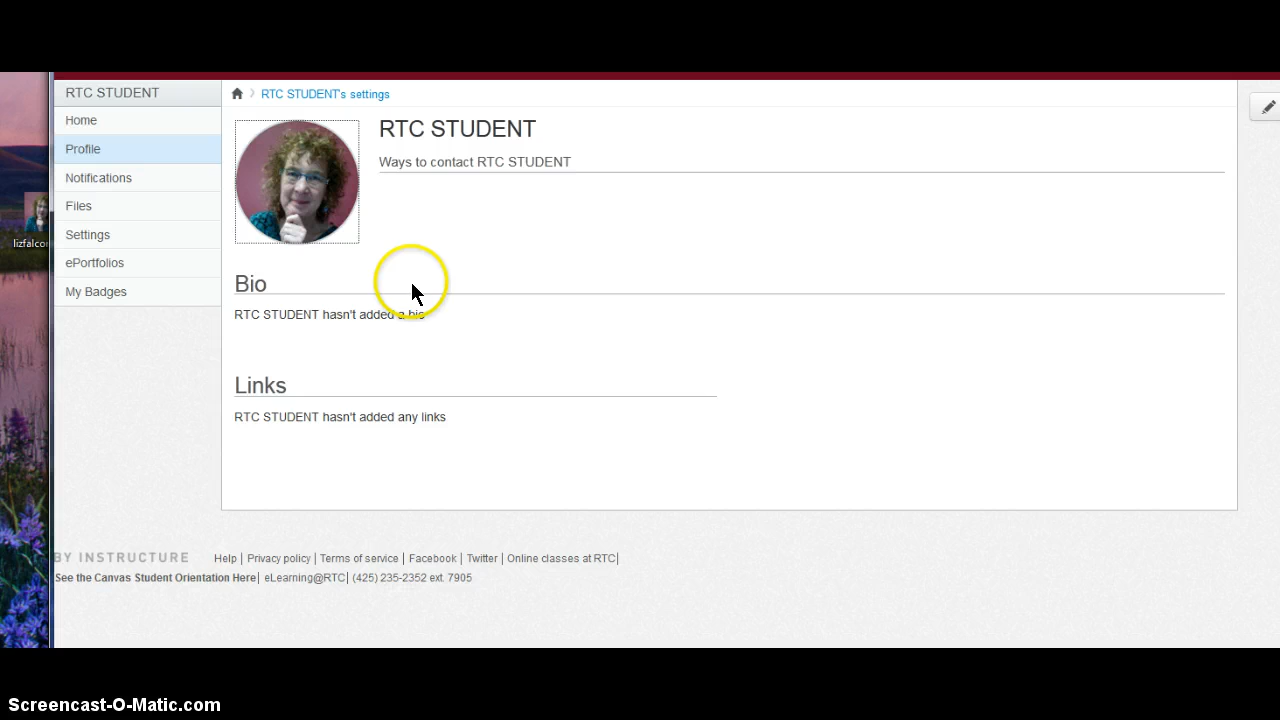 RTC STUDENT
Home
Profile
Notifications
Files
Settings
ePortfolios
My Badges
RTC STUDENT's settings
RTC STUDENT
Ways to contact RTC STUDENT
lizfalcon
Bio
RTC STUDENT hasn't added a bio
Links
RTC STUDENT hasn't added any links
BY INSTRUCTURE
Help | Privacy policy | Terms of service | Facebook | Twitter | Online classes at RTC|
See the Canvas Student Orientation Here| eLearning@RTC| (425) 235-2352 ext. 7905
Screencast-O-Matic.com